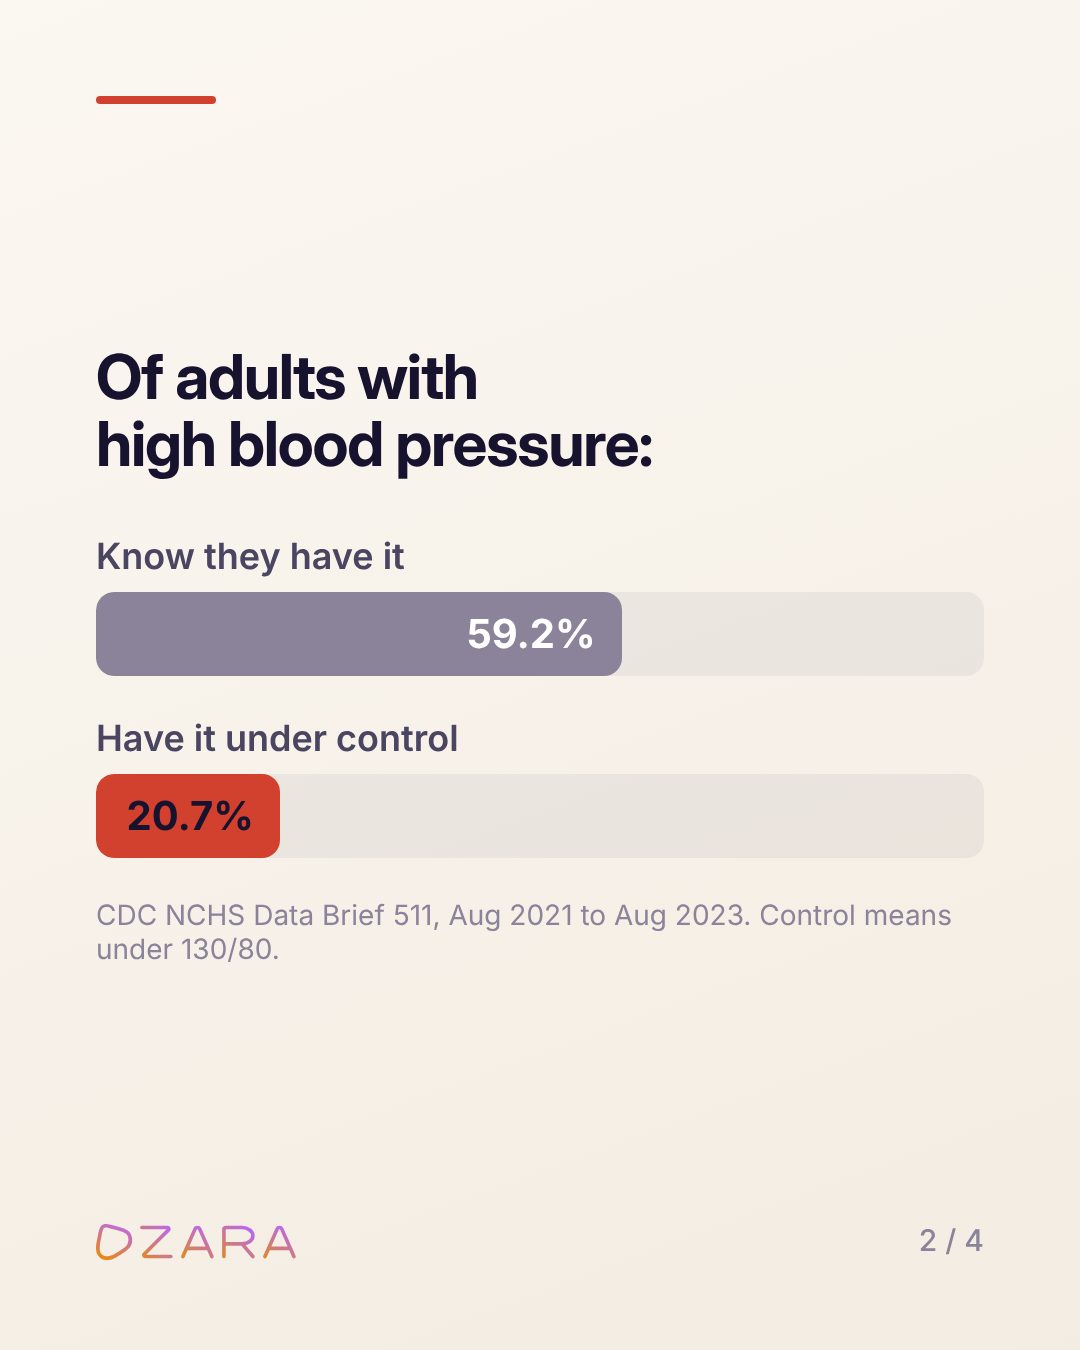 Of adults with
high blood pressure:
Know they have it
59.2%
Have it under control
20.7%
CDC NCHS Data Brief 511, Aug 2021 to Aug 2023. Control means
under 130/80.
DZARA
2 / 4